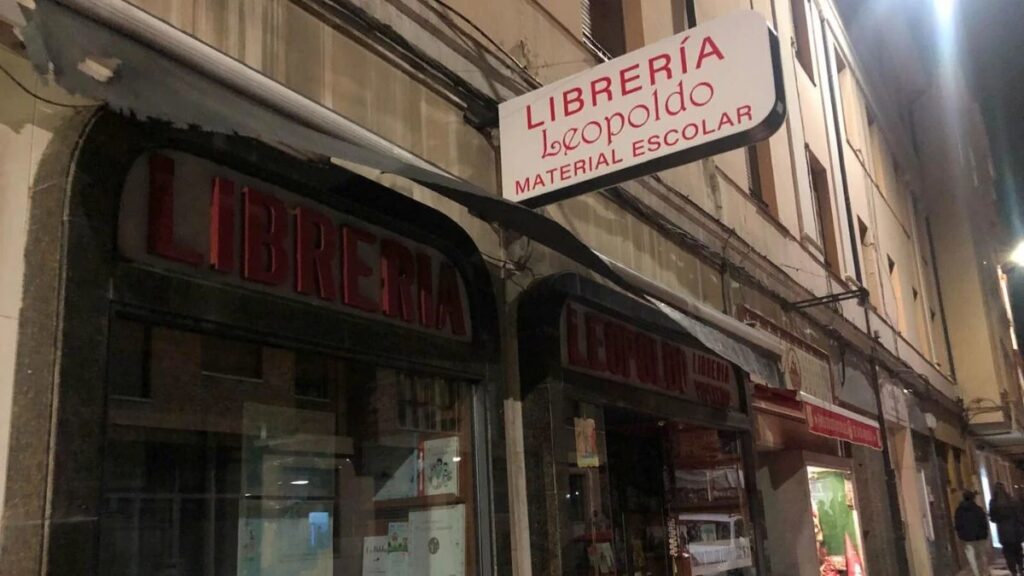 LIBRERÍA
Leopoldo
MATERIAL ESCOLAR
LIBRERIA
LEOPOLDO
LIBRERIA